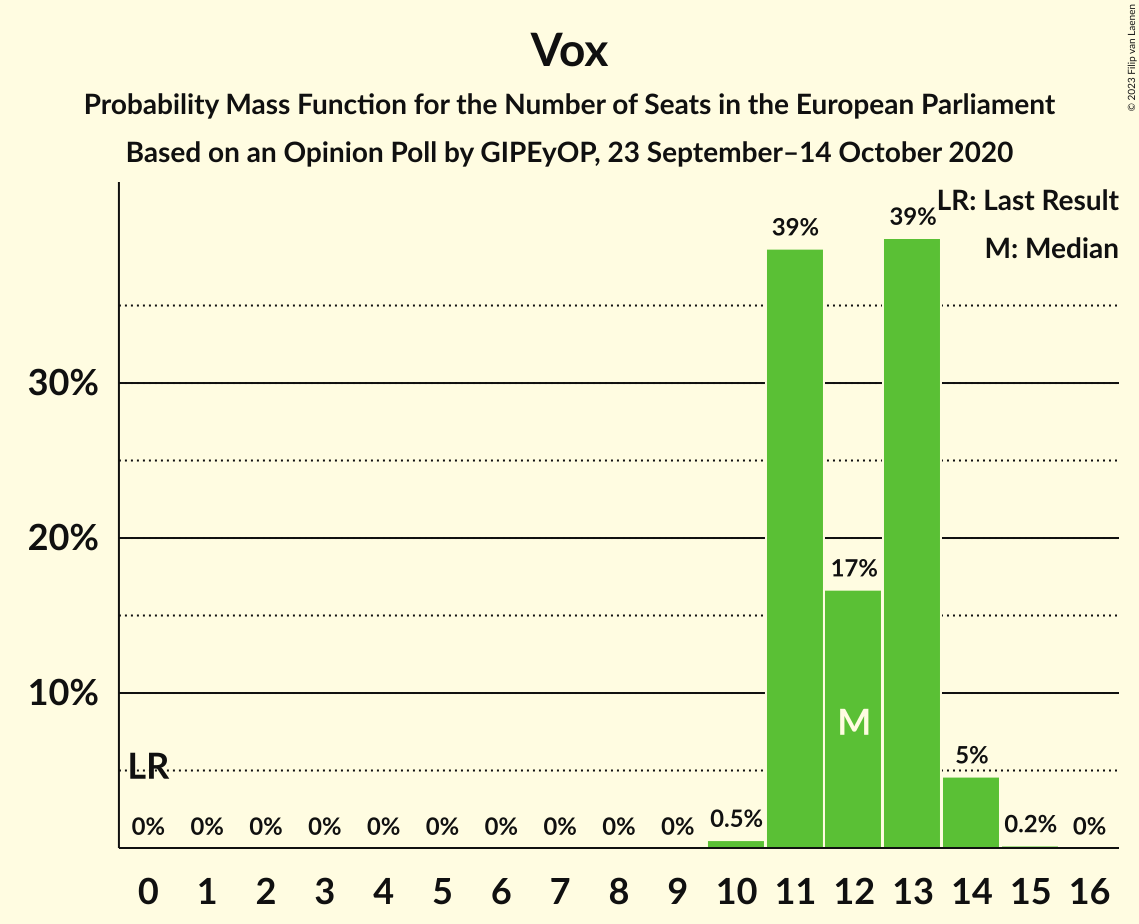 Vox
Probability Mass Function for the Number of Seats in the European Parliament
Based on an Opinion Poll by GIPEyOP, 23 September–14 October 2020
© 2023 Filip van Laenen
LR: Last Result
M: Median
39%
39%
30%
20%
17%
10%
M
LR
5%
0% 0% 0% 0% 0% 0% 0% 0% 0% 0% 0.5% 0.2% 0%
0 1 2 3 4 5 6 7 8 9 10 11 12 13 14 15 16